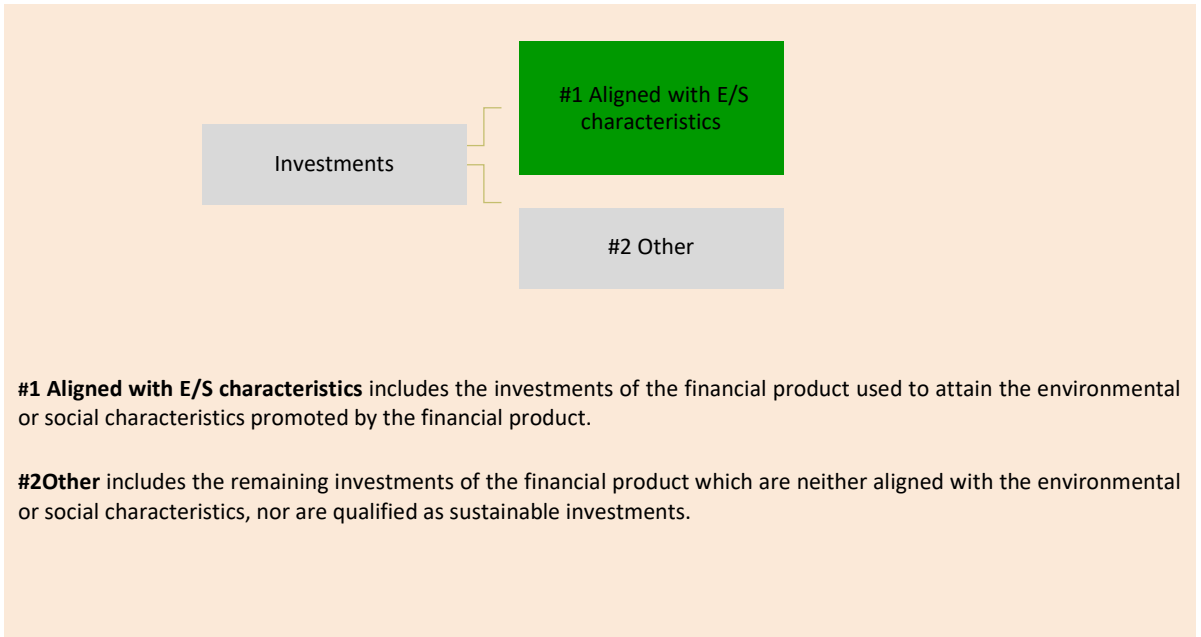 #1 Aligned with E/S
characteristics
Investments
#2 Other
#1 Aligned with E/S characteristics includes the investments of the financial product used to attain the environmental
or social characteristics promoted by the financial product.
#2Other includes the remaining investments of the financial product which are neither aligned with the environmental
or social characteristics, nor are qualified as sustainable investments.